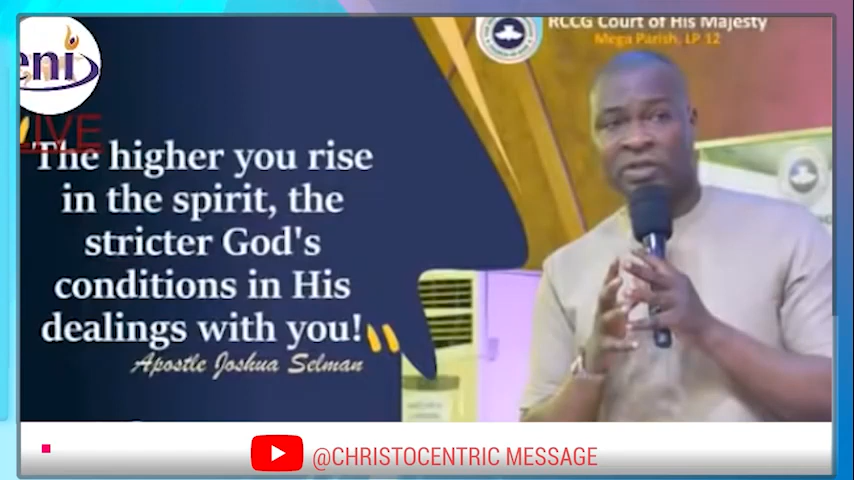 RCCG Court of His Majesty
Mega Parish, LP 12
eni
LIVE
The higher you rise
in the spirit, the
stricter God's
conditions in His
dealings with you!"
Apostle Joshua Selman
@CHRISTOCENTRIC MESSAGE